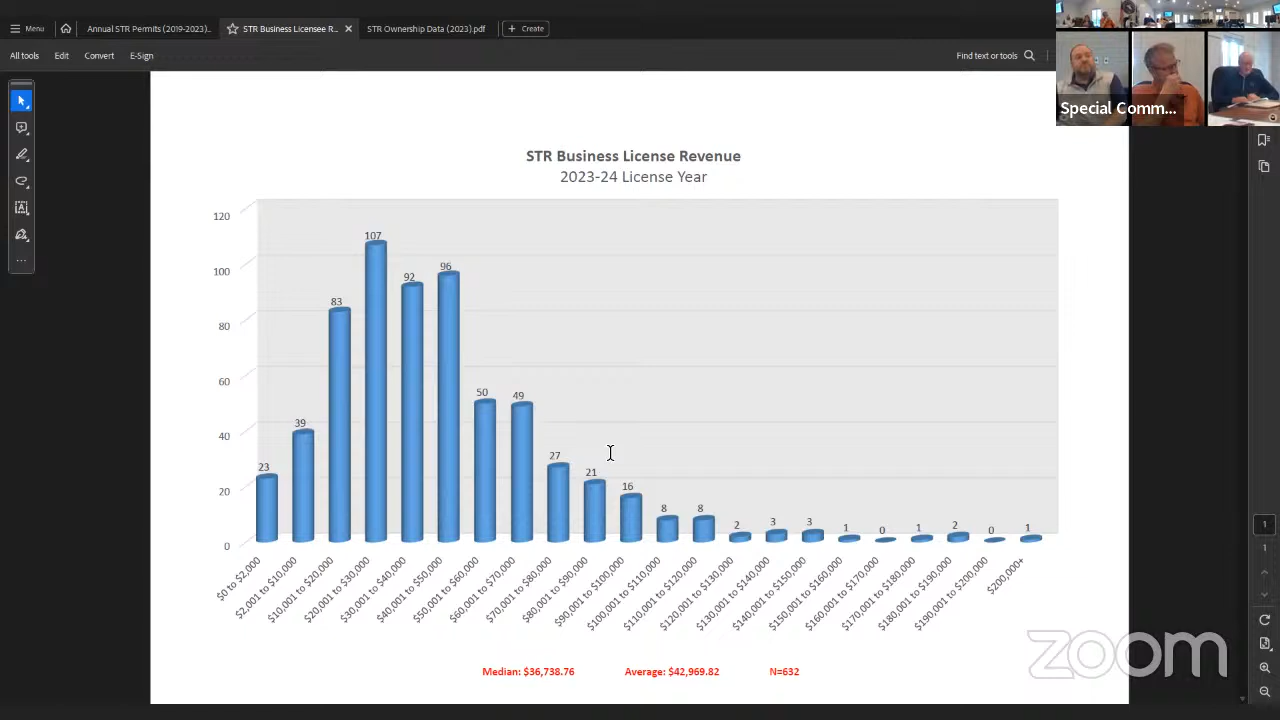 Menu
Annual STR Permits (2019-2023)...
STR Business Licensee R...
STR Ownership Data (2023).pdf
+ Create
All tools
Edit
Convert
E-Sign
Find text or tools
Special Comm...
STR Business License Revenue
2023-24 License Year
120
100
80
60
40
20
0
23
39
83
107
92
96
50
49
27
21
16
8
8
2
3
3
1
0
1
2
0
1
$0 to $2,000
$2,001 to $10,000
$10,001 to $20,000
$20,001 to $30,000
$30,001 to $40,000
$40,001 to $50,000
$50,001 to $60,000
$60,001 to $70,000
$70,001 to $80,000
$80,001 to $90,000
$90,001 to $100,000
$100,001 to $110,000
$110,001 to $120,000
$120,001 to $130,000
$130,001 to $140,000
$140,001 to $150,000
$150,001 to $160,000
$160,001 to $170,000
$170,001 to $180,000
$180,001 to $190,000
$190,001 to $200,000
$200,000+
Median: $36,738.76 Average: $42,969.82 N=632
1
1
zoom